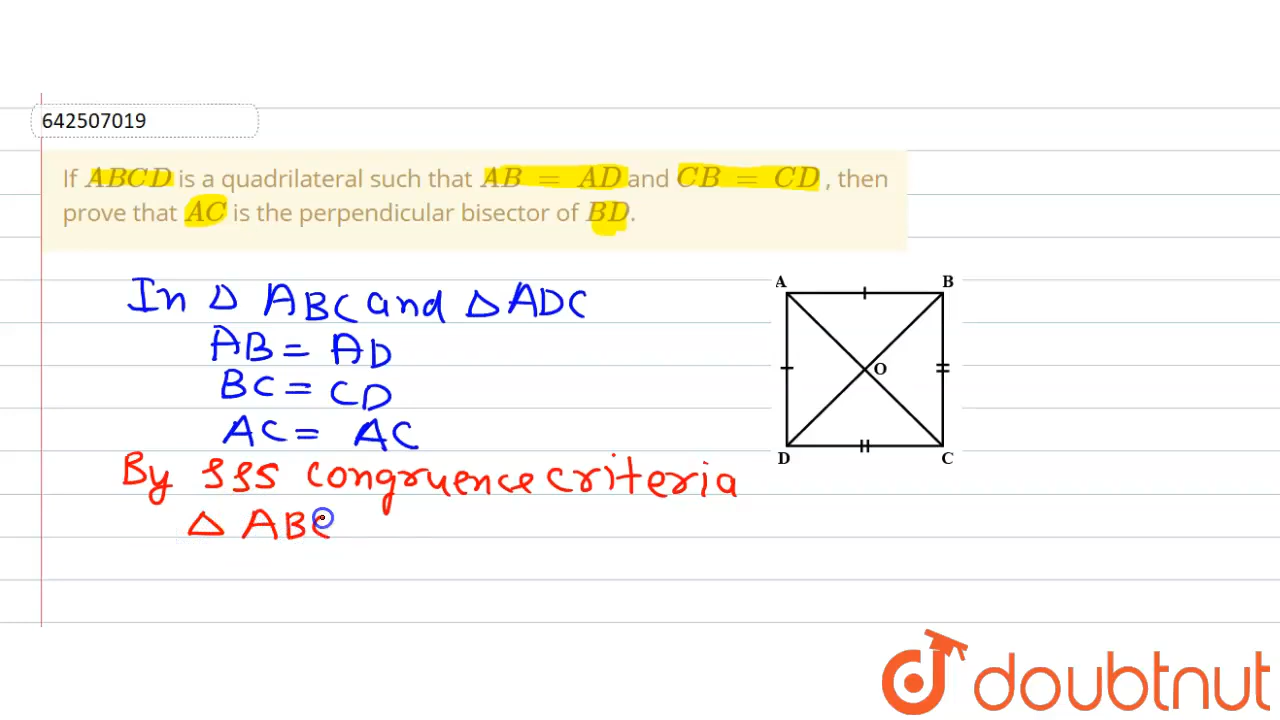 642507019
If ABCD is a quadrilateral such that AB = AD and CB = CD , then
prove that AC is the perpendicular bisector of BD.
In △ ABC and △ ADC
AB = AD
BC = CD
AC = AC
By SSS congruence criteria
△ ABC
A B
O
D C
doubtnut